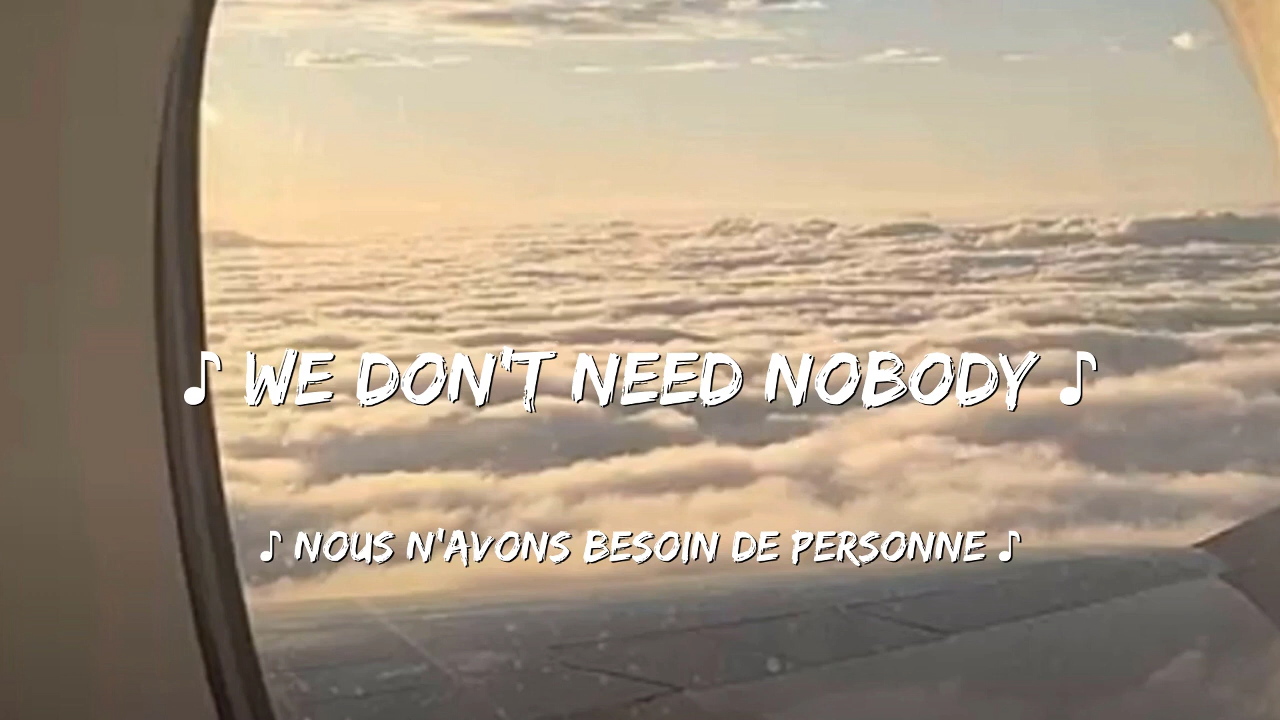 ♪ WE DON'T NEED NOBODY ♪
♪ NOUS N'AVONS BESOIN DE PERSONNE ♪